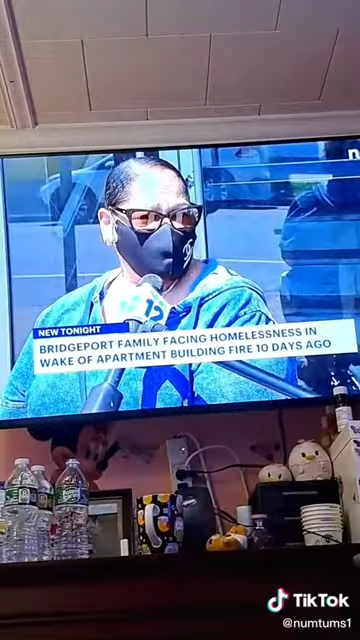 12
NEW TONIGHT
BRIDGEPORT FAMILY FACING HOMELESSNESS IN
WAKE OF APARTMENT BUILDING FIRE 10 DAYS AGO
TikTok
@numtums1